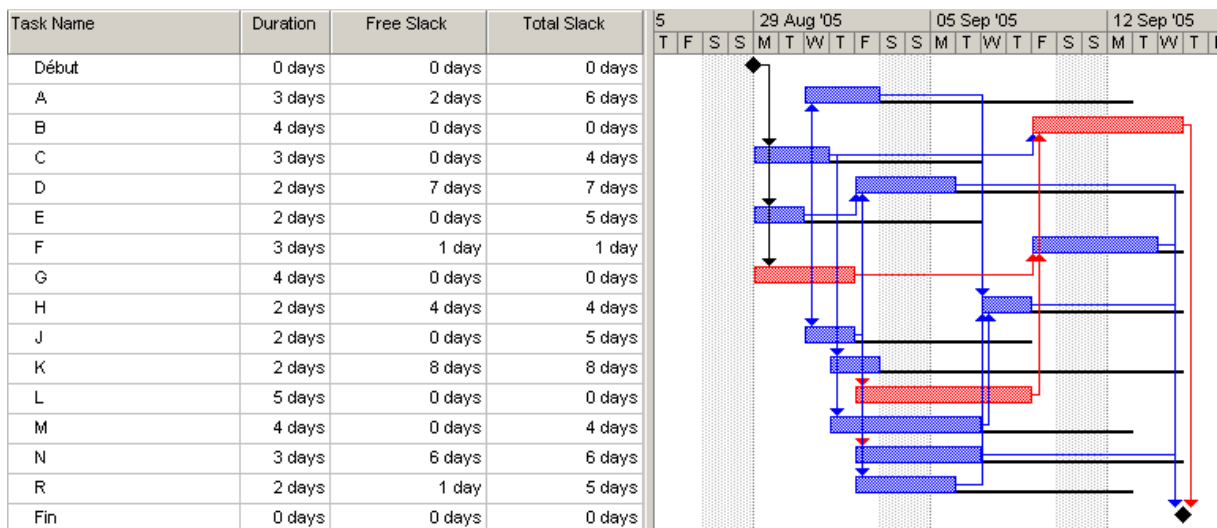 Task Name Duration Free Slack Total Slack 5 29 Aug '05 05 Sep '05 12 Sep '05
T F S S M T W T F S S M T W T F S S M T W T
Début 0 days 0 days 0 days
A 3 days 2 days 6 days
B 4 days 0 days 0 days
C 3 days 0 days 4 days
D 2 days 7 days 7 days
E 2 days 0 days 5 days
F 3 days 1 day 1 day
G 4 days 0 days 0 days
H 2 days 4 days 4 days
J 2 days 0 days 5 days
K 2 days 8 days 8 days
L 5 days 0 days 0 days
M 4 days 0 days 4 days
N 3 days 6 days 6 days
R 2 days 1 day 5 days
Fin 0 days 0 days 0 days